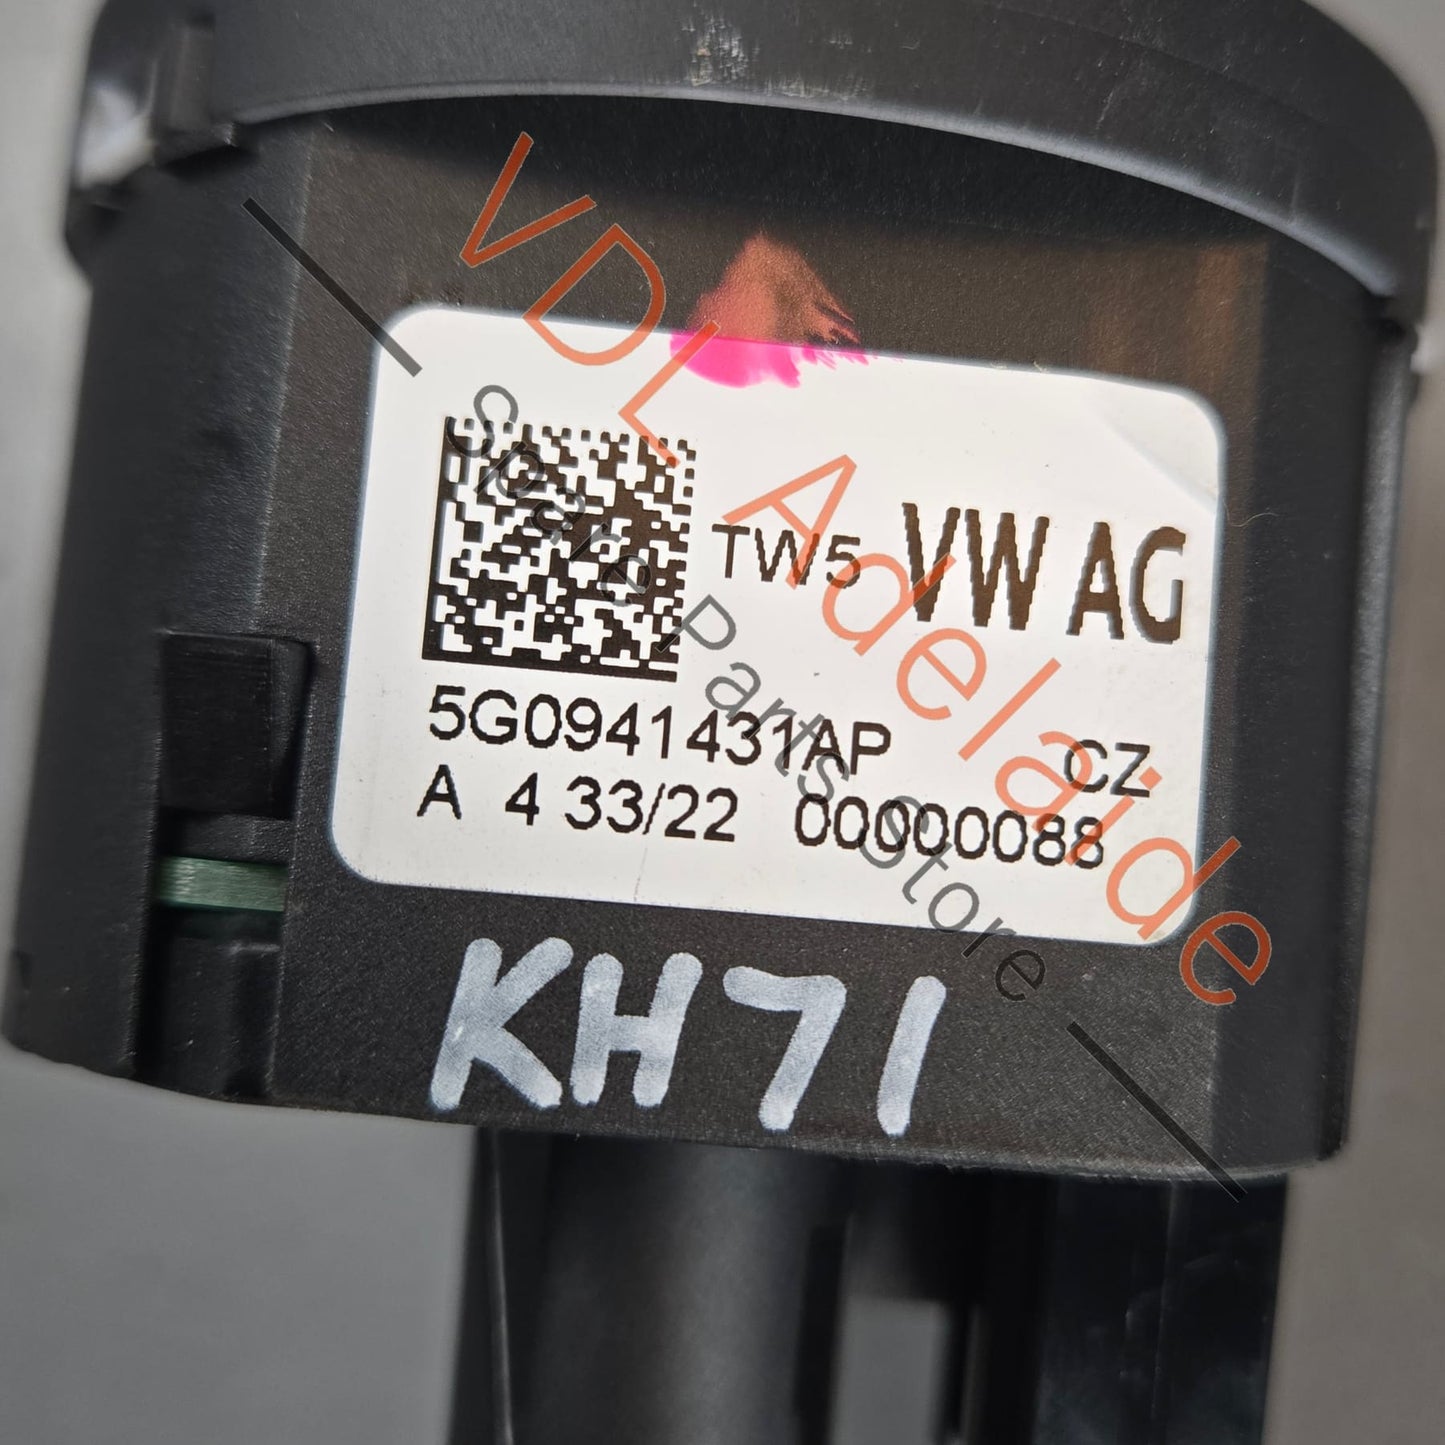 VDL Adelaide
Spare Parts Store
TW5 VW AG
5G0941431AP CZ
A 4 33/22 00000088
KH71